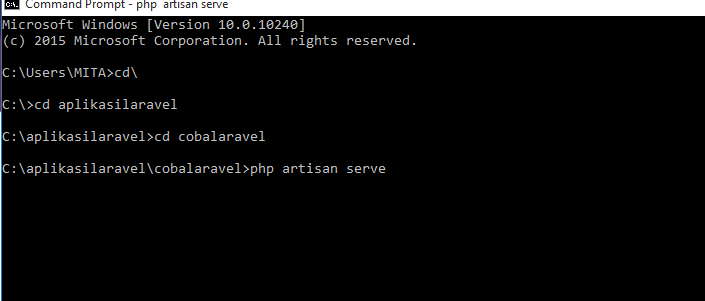 Command Prompt - php  artisan serve
Microsoft Windows [Version 10.0.10240]
(c) 2015 Microsoft Corporation. All rights reserved.
C:\Users\MITA>cd\
C:\>cd aplikasilaravel
C:\aplikasilaravel>cd cobalaravel
C:\aplikasilaravel\cobalaravel>php artisan serve